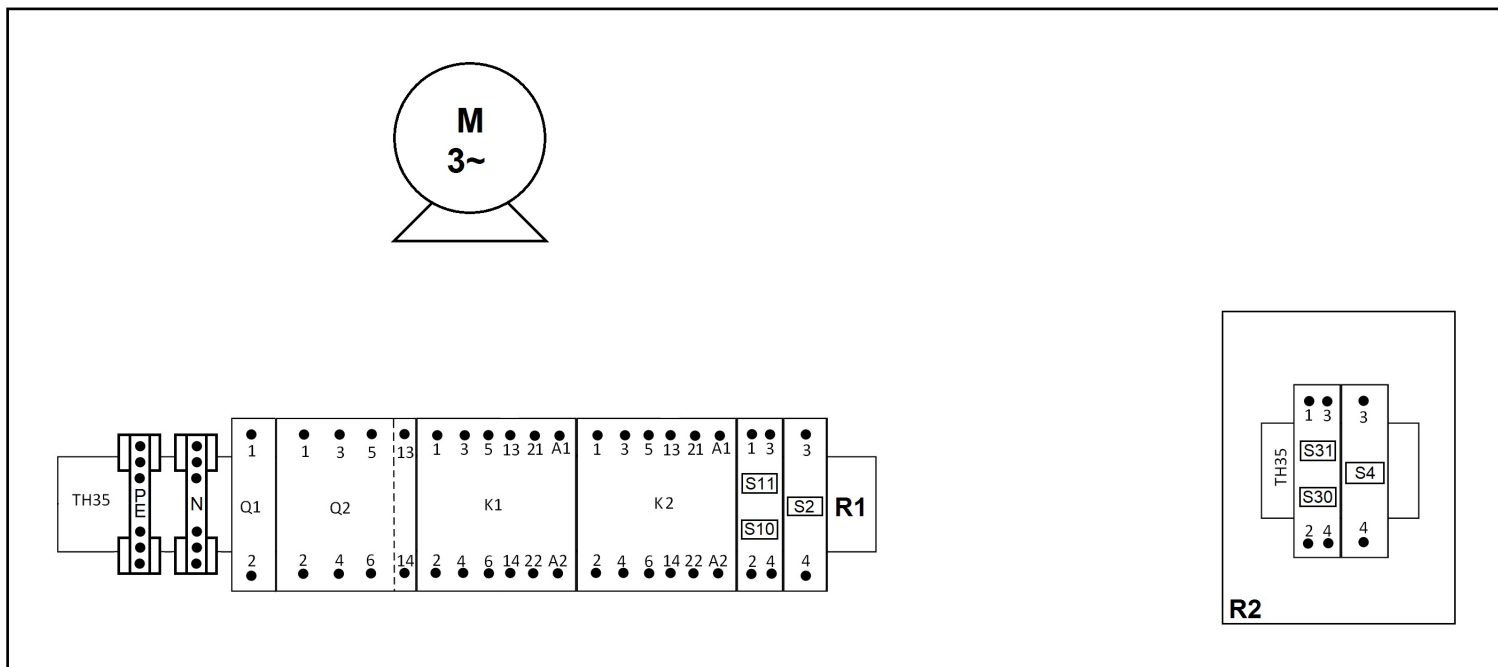 M
3~
1 1 3 5 13 1 3 5 13 21 A1 1 3 5 13 21 A1 1 3 3
TH35 PE N Q1 Q2 K1 K2 S11 S10 S2 R1
2 2 4 6 14 2 4 6 14 22 A2 2 4 6 14 22 A2 2 4 4
1 3 3
TH35 S31 S30 S4
2 4 4
R2